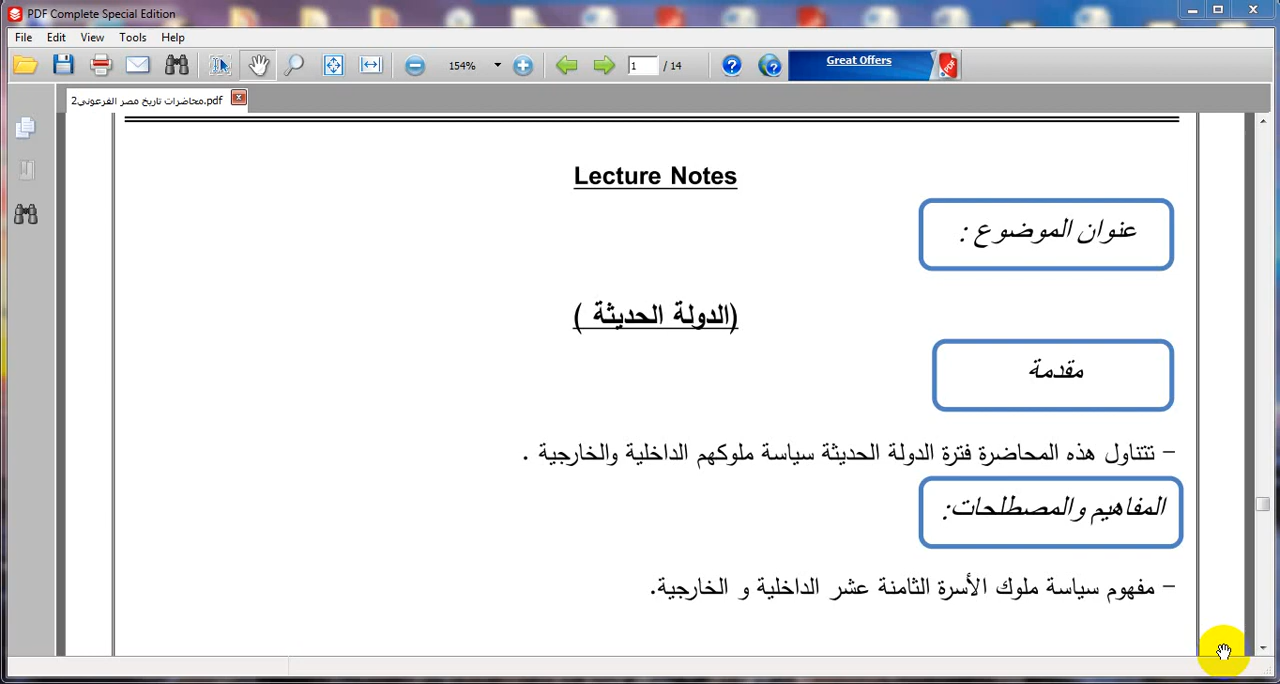 PDF Complete Special Edition
File Edit View Tools Help
154% 1 / 14 Great Offers
محاضرات تاريخ مصر الفرعوني2.pdf
Lecture Notes
عنوان الموضوع :
(الدولة الحديثة )
مقدمة
– تتناول هذه المحاضرة فترة الدولة الحديثة سياسة ملوكهم الداخلية والخارجية .
المفاهيم والمصطلحات:
– مفهوم سياسة ملوك الأسرة الثامنة عشر الداخلية و الخارجية.